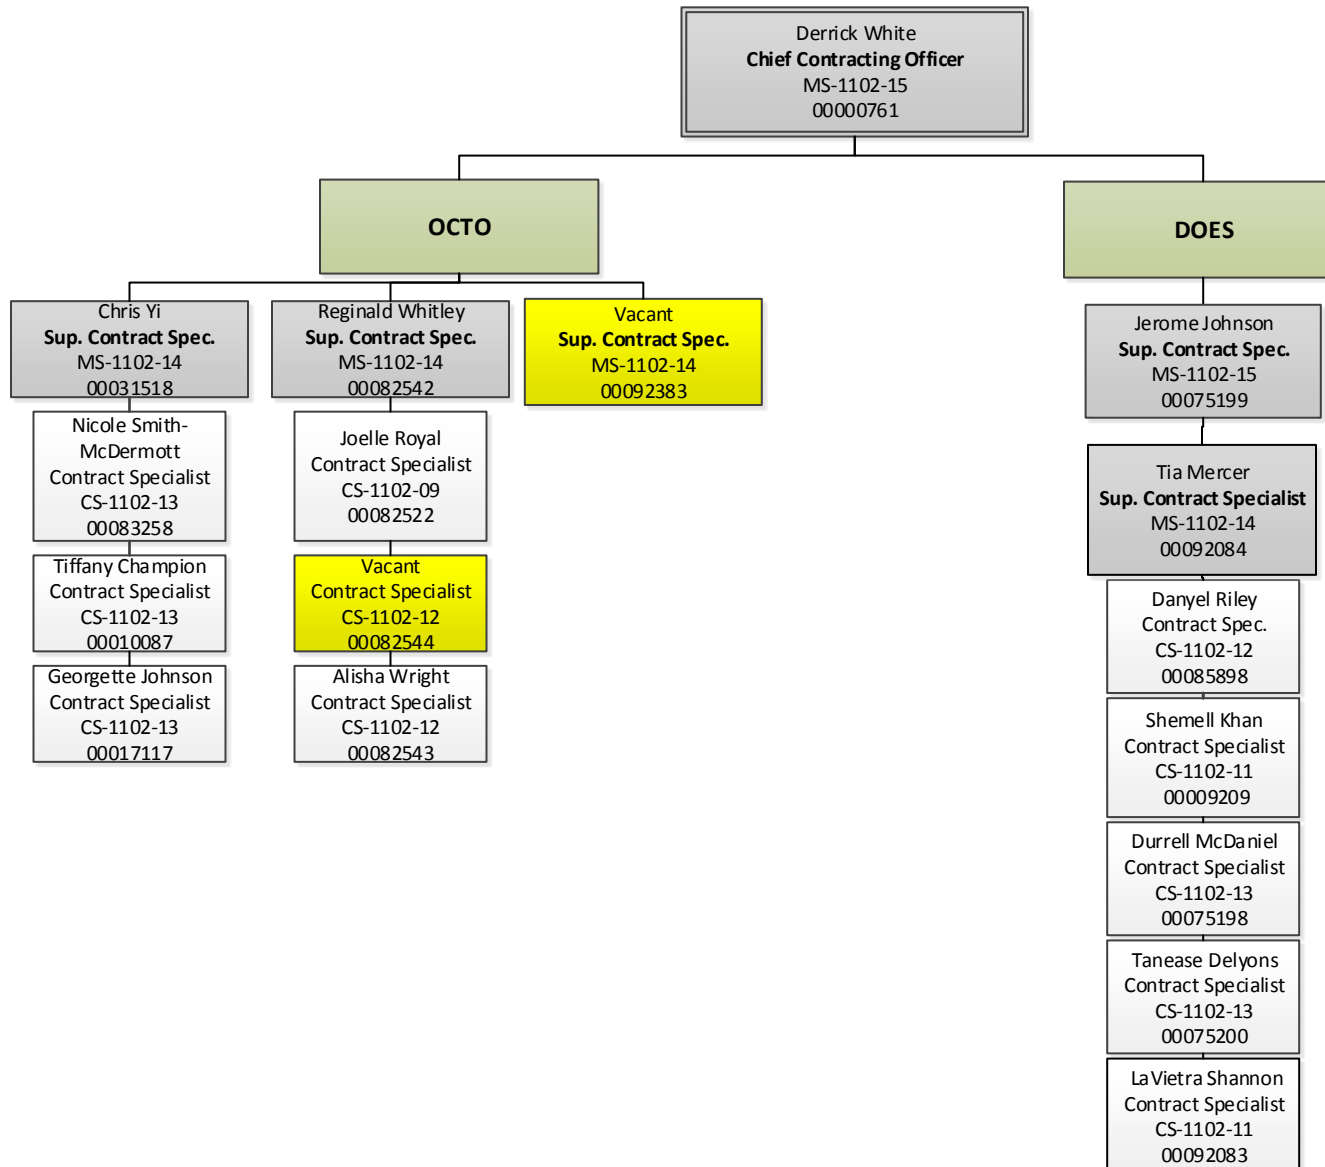 Derrick White
Chief Contracting Officer
MS-1102-15
00000761
OCTO
DOES
Chris Yi
Sup. Contract Spec.
MS-1102-14
00031518
Nicole Smith-
McDermott
Contract Specialist
CS-1102-13
00083258
Tiffany Champion
Contract Specialist
CS-1102-13
00010087
Georgette Johnson
Contract Specialist
CS-1102-13
00017117
Reginald Whitley
Sup. Contract Spec.
MS-1102-14
00082542
Joelle Royal
Contract Specialist
CS-1102-09
00082522
Vacant
Contract Specialist
CS-1102-12
00082544
Alisha Wright
Contract Specialist
CS-1102-12
00082543
Vacant
Sup. Contract Spec.
MS-1102-14
00092383
Jerome Johnson
Sup. Contract Spec.
MS-1102-15
00075199
Tia Mercer
Sup. Contract Specialist
MS-1102-14
00092084
Danyel Riley
Contract Spec.
CS-1102-12
00085898
Shemell Khan
Contract Specialist
CS-1102-11
00009209
Durrell McDaniel
Contract Specialist
CS-1102-13
00075198
Tanease Delyons
Contract Specialist
CS-1102-13
00075200
LaVietra Shannon
Contract Specialist
CS-1102-11
00092083